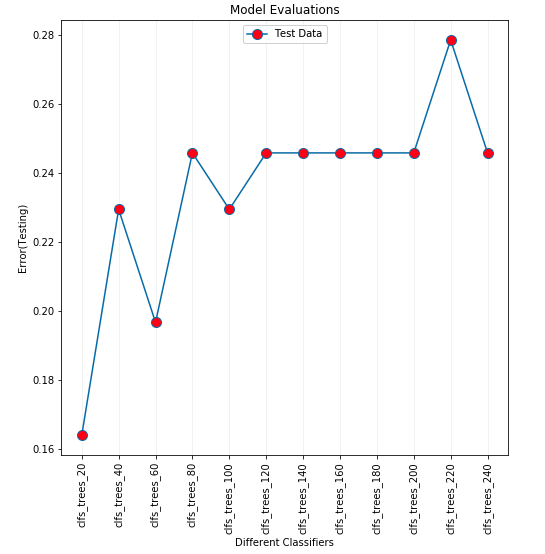 Model Evaluations
Test Data
Error(Testing)
0.28
0.26
0.24
0.22
0.20
0.18
0.16
clfs_trees_20
clfs_trees_40
clfs_trees_60
clfs_trees_80
clfs_trees_100
clfs_trees_120
clfs_trees_140
clfs_trees_160
clfs_trees_180
clfs_trees_200
clfs_trees_220
clfs_trees_240
Different Classifiers